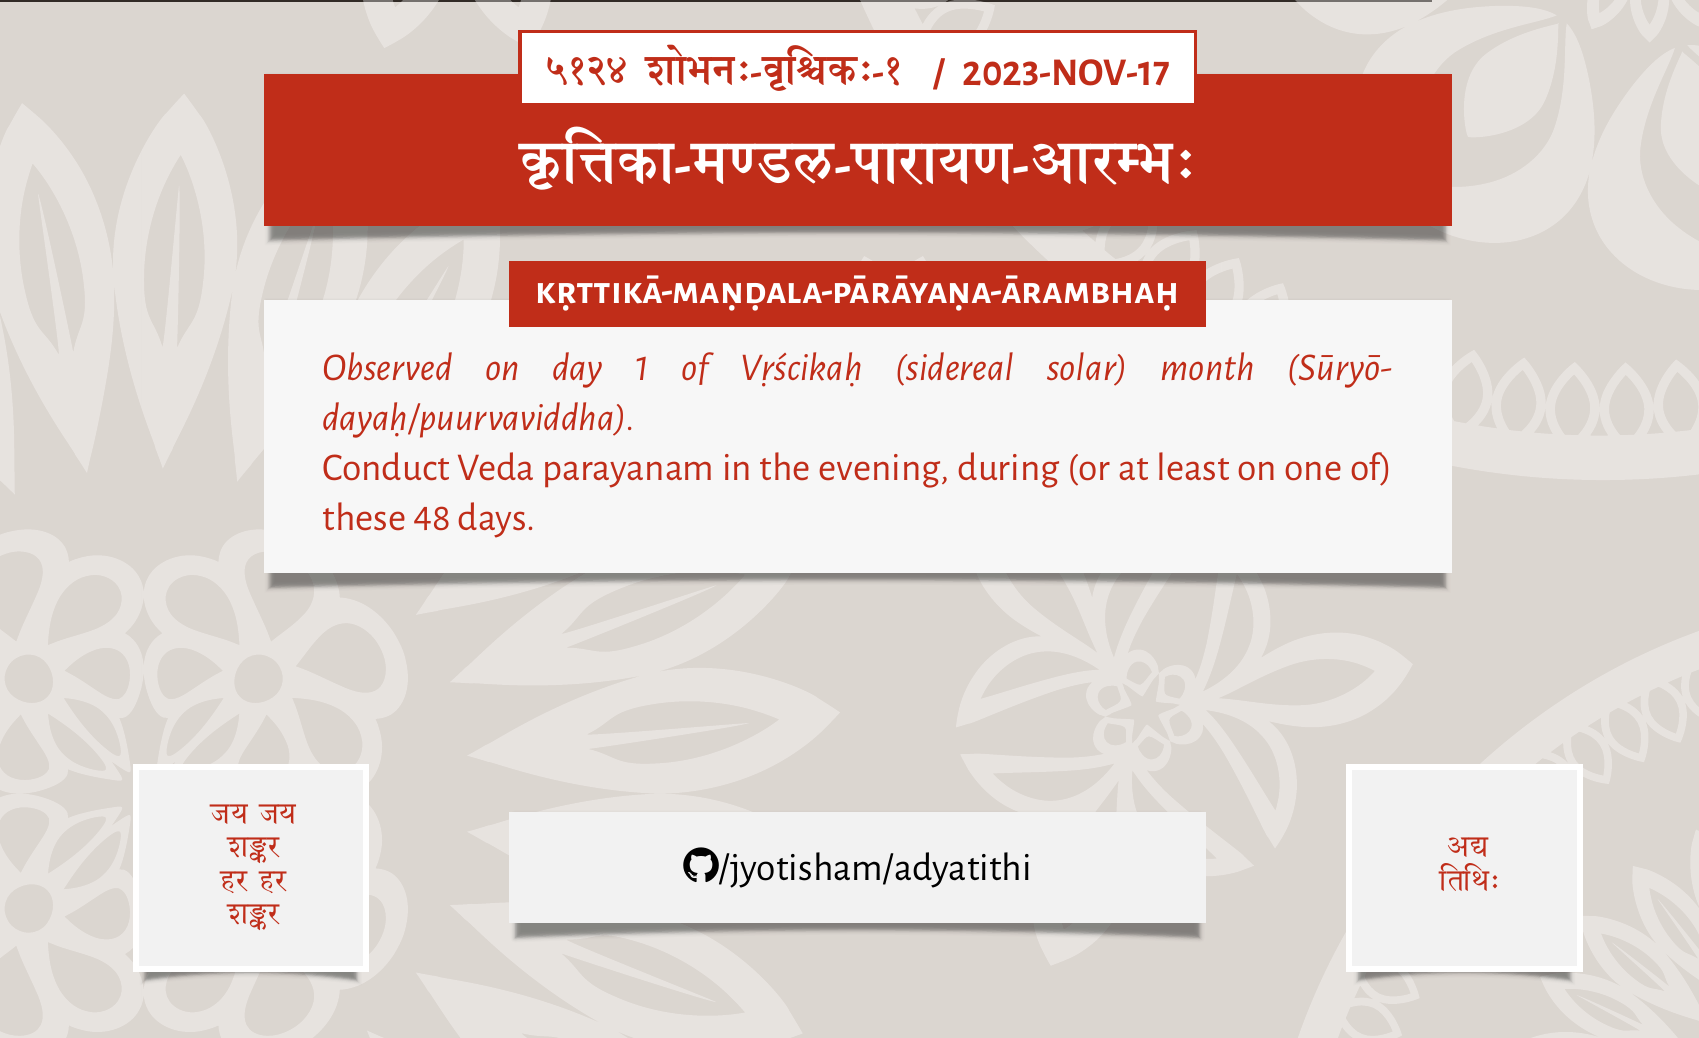 ५१२४ शोभनः-वृश्चिकः-१ / 2023-NOV-17
कृत्तिका-मण्डल-पारायण-आरम्भः
KṚTTIKĀ-MAṆḌALA-PĀRĀYAṆA-ĀRAMBHAḤ
Observed on day 1 of Vṛścikaḥ (sidereal solar) month (Sūryō-
dayaḥ/puurvaviddha).
Conduct Veda parayanam in the evening, during (or at least on one of)
these 48 days.
जय जय
शङ्कर
हर हर
शङ्कर
/jyotisham/adyatithi
अद्य
तिथिः